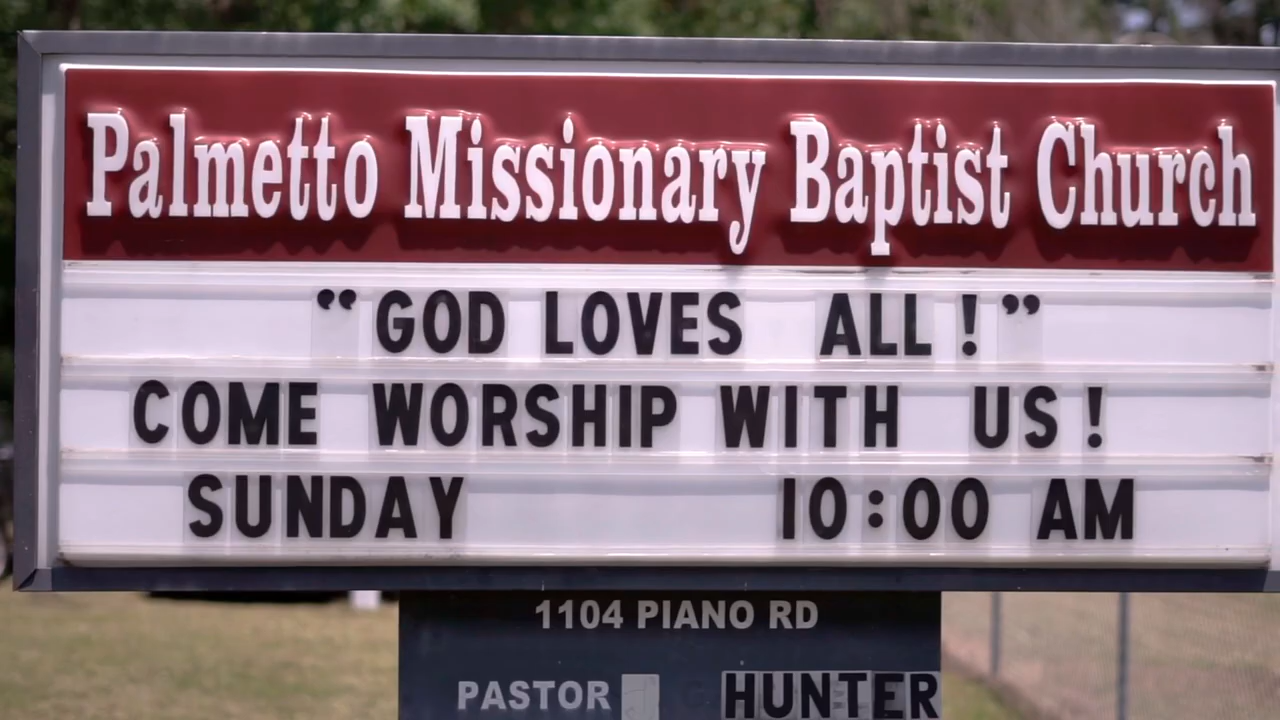 Palmetto Missionary Baptist Church
"GOD LOVES ALL!"
COME WORSHIP WITH US!
SUNDAY 10:00 AM
1104 PIANO RD
PASTOR HUNTER